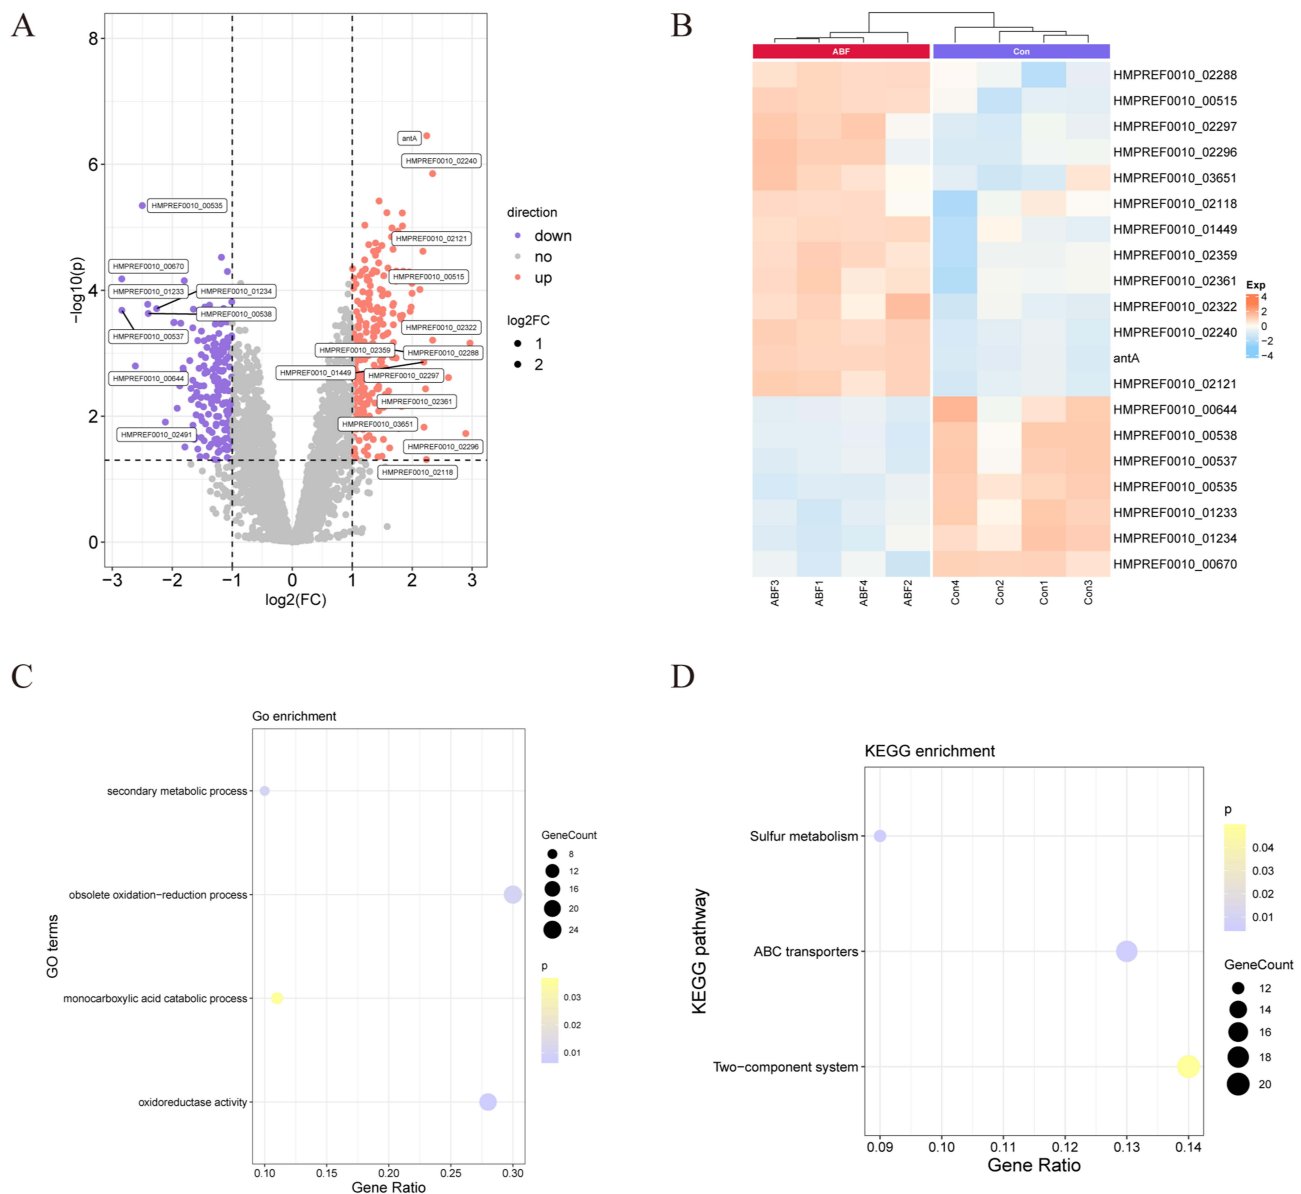 A
8
6
4
2
0
−log10(p)
−3
−2
−1
0
1
2
3
log2(FC)
antA
HMPREF0010_02240
HMPREF0010_00535
HMPREF0010_02121
HMPREF0010_00670
HMPREF0010_00515
HMPREF0010_01233
HMPREF0010_01234
HMPREF0010_00538
HMPREF0010_02322
HMPREF0010_00537
HMPREF0010_02359
HMPREF0010_02288
HMPREF0010_01449
HMPREF0010_02297
HMPREF0010_00644
HMPREF0010_02361
HMPREF0010_03651
HMPREF0010_02491
HMPREF0010_02296
HMPREF0010_02118
direction
down
no
up
log2FC
1
2
B
ABF
Con
HMPREF0010_02288
HMPREF0010_00515
HMPREF0010_02297
HMPREF0010_02296
HMPREF0010_03651
HMPREF0010_02118
HMPREF0010_01449
HMPREF0010_02359
HMPREF0010_02361
HMPREF0010_02322
HMPREF0010_02240
antA
HMPREF0010_02121
HMPREF0010_00644
HMPREF0010_00538
HMPREF0010_00537
HMPREF0010_00535
HMPREF0010_01233
HMPREF0010_01234
HMPREF0010_00670
ABF3
ABF1
ABF4
ABF2
Con4
Con2
Con1
Con3
Exp
4
2
0
−2
−4
C
Go enrichment
GO terms
secondary metabolic process
obsolete oxidation−reduction process
monocarboxylic acid catabolic process
oxidoreductase activity
0.10
0.15
0.20
0.25
0.30
Gene Ratio
GeneCount
8
12
16
20
24
p
0.03
0.02
0.01
D
KEGG enrichment
KEGG pathway
Sulfur metabolism
ABC transporters
Two−component system
0.09
0.10
0.11
0.12
0.13
0.14
Gene Ratio
p
0.04
0.03
0.02
0.01
GeneCount
12
14
16
18
20